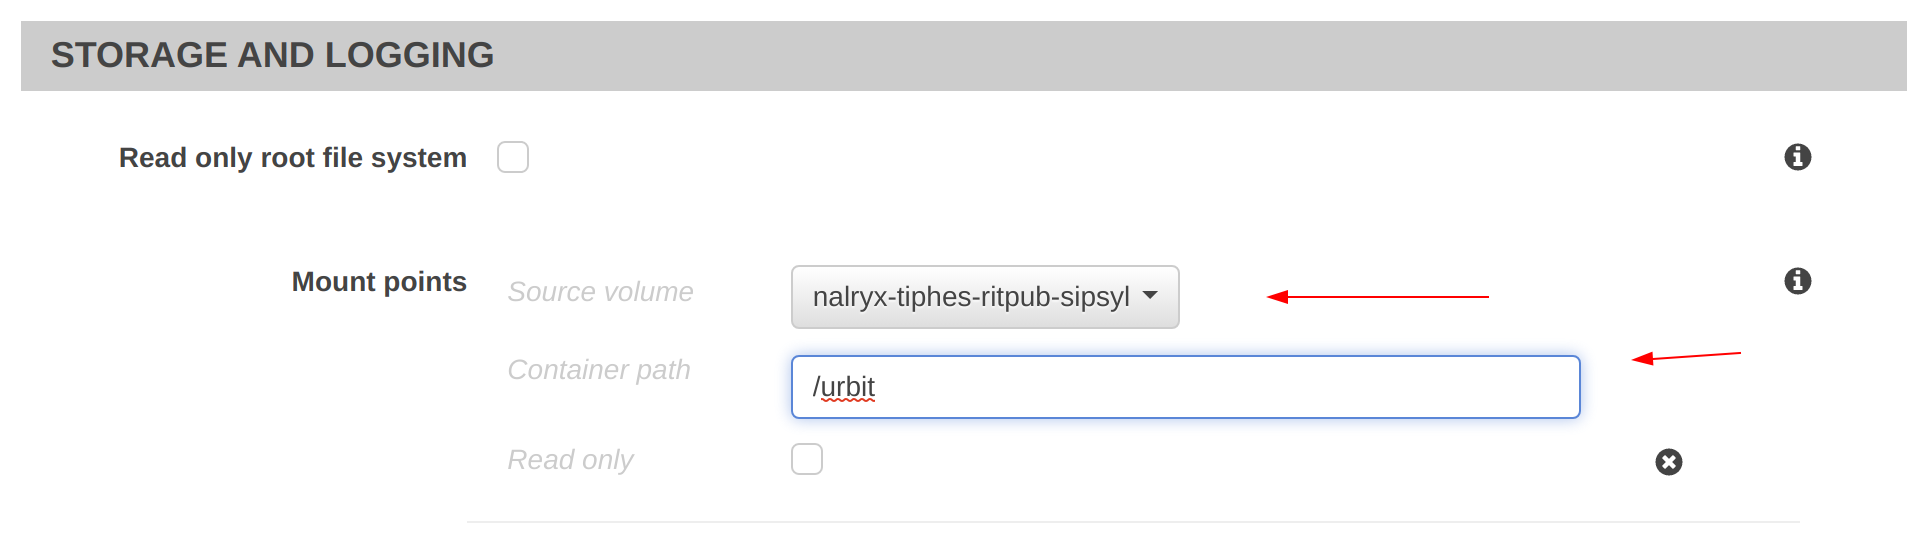 STORAGE AND LOGGING
Read only root file system
Mount points
Source volume
nalryx-tiphes-ritpub-sipsyl
Container path
/urbit
Read only